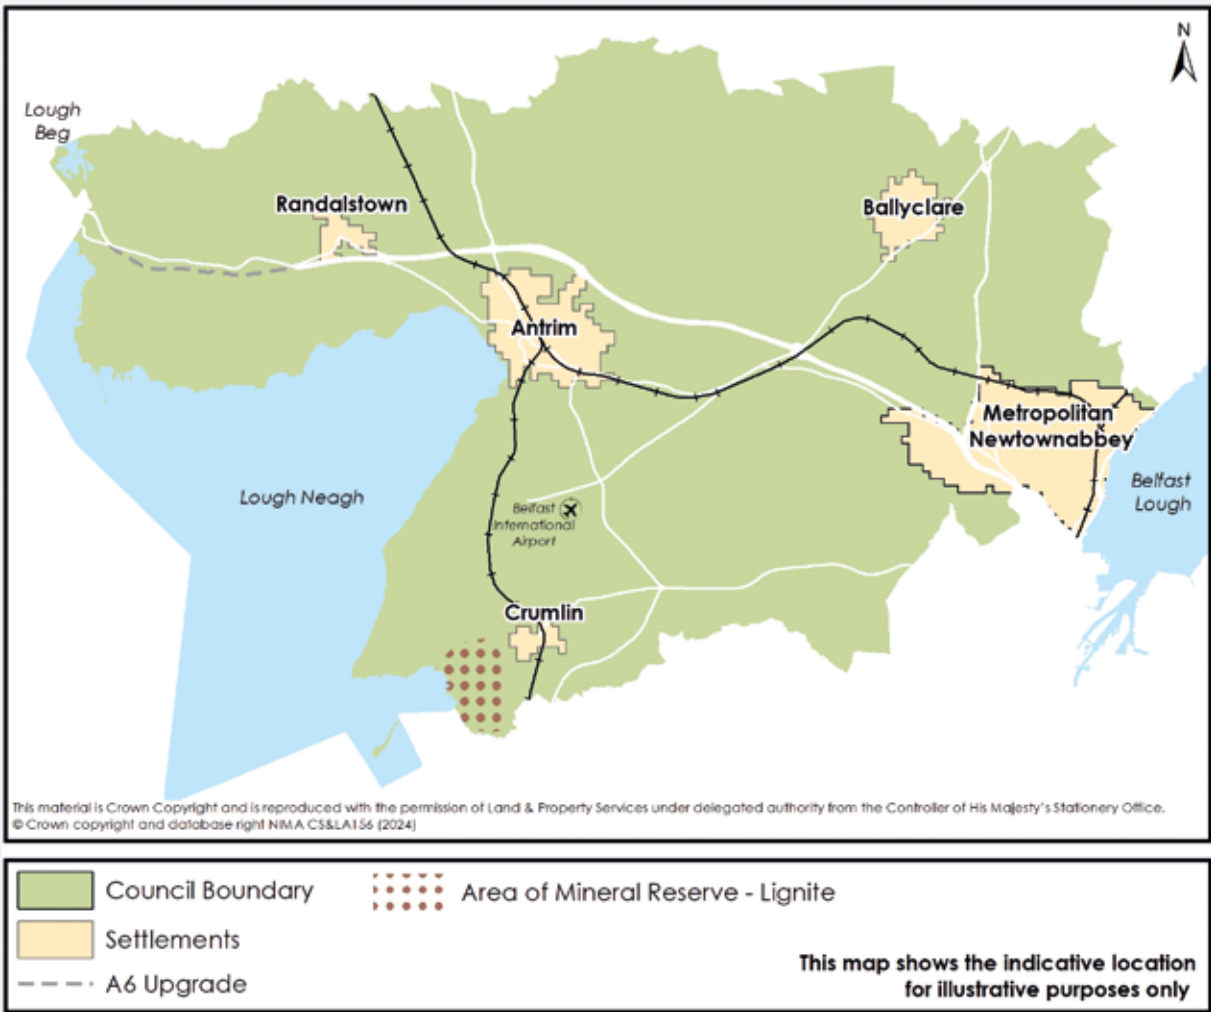 N
Lough
Beg
Randalstown
Ballyclare
Antrim
Metropolitan
Newtownabbey
Lough Neagh
Belfast
International
Airport
Belfast
Lough
Crumlin
This material is Crown Copyright and is reproduced with the permission of Land & Property Services under delegated authority from the Controller of His Majesty's Stationery Office.
© Crown copyright and database right NIMA CS&LA156 (2024)
Council Boundary
Area of Mineral Reserve - Lignite
Settlements
A6 Upgrade
This map shows the indicative location
for illustrative purposes only